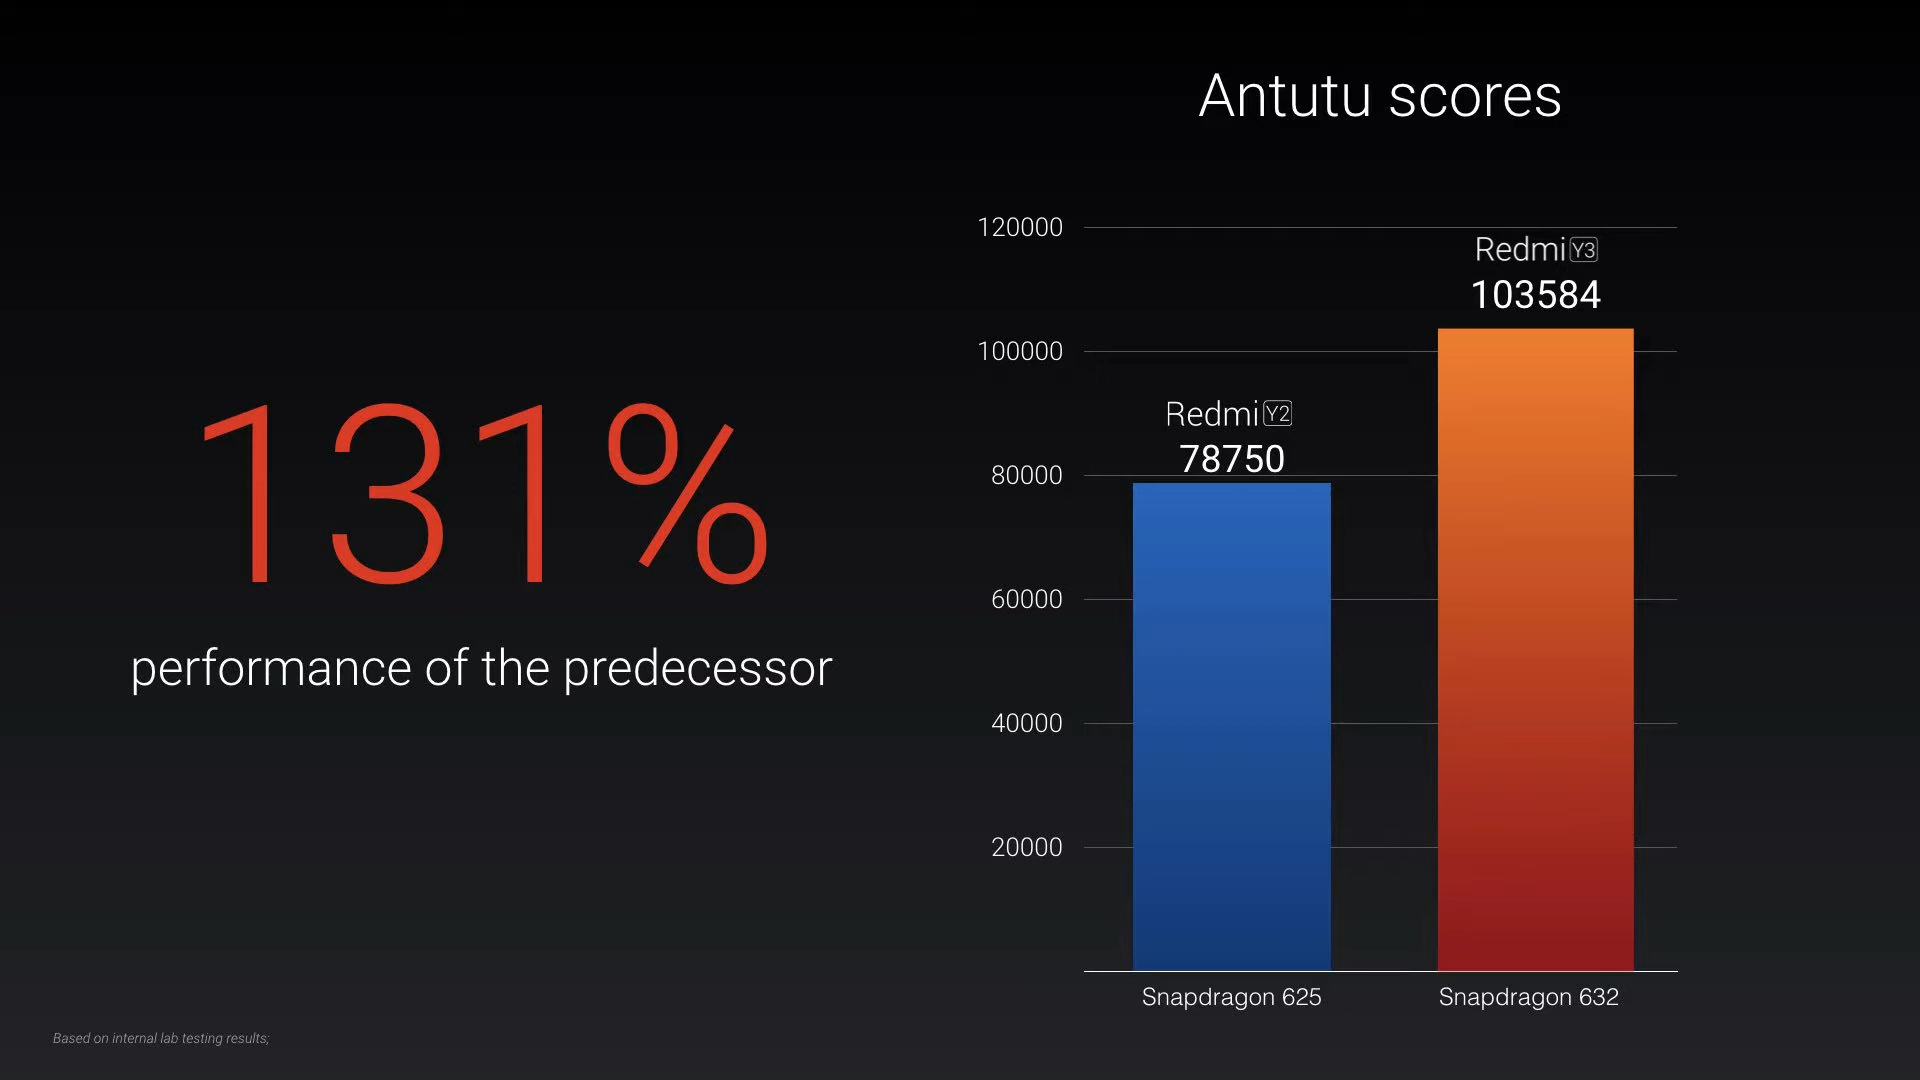 Antutu scores
131%
performance of the predecessor
120000
100000
80000
60000
40000
20000
Redmi Y2
78750
Redmi Y3
103584
Snapdragon 625
Snapdragon 632
Based on internal lab testing results;